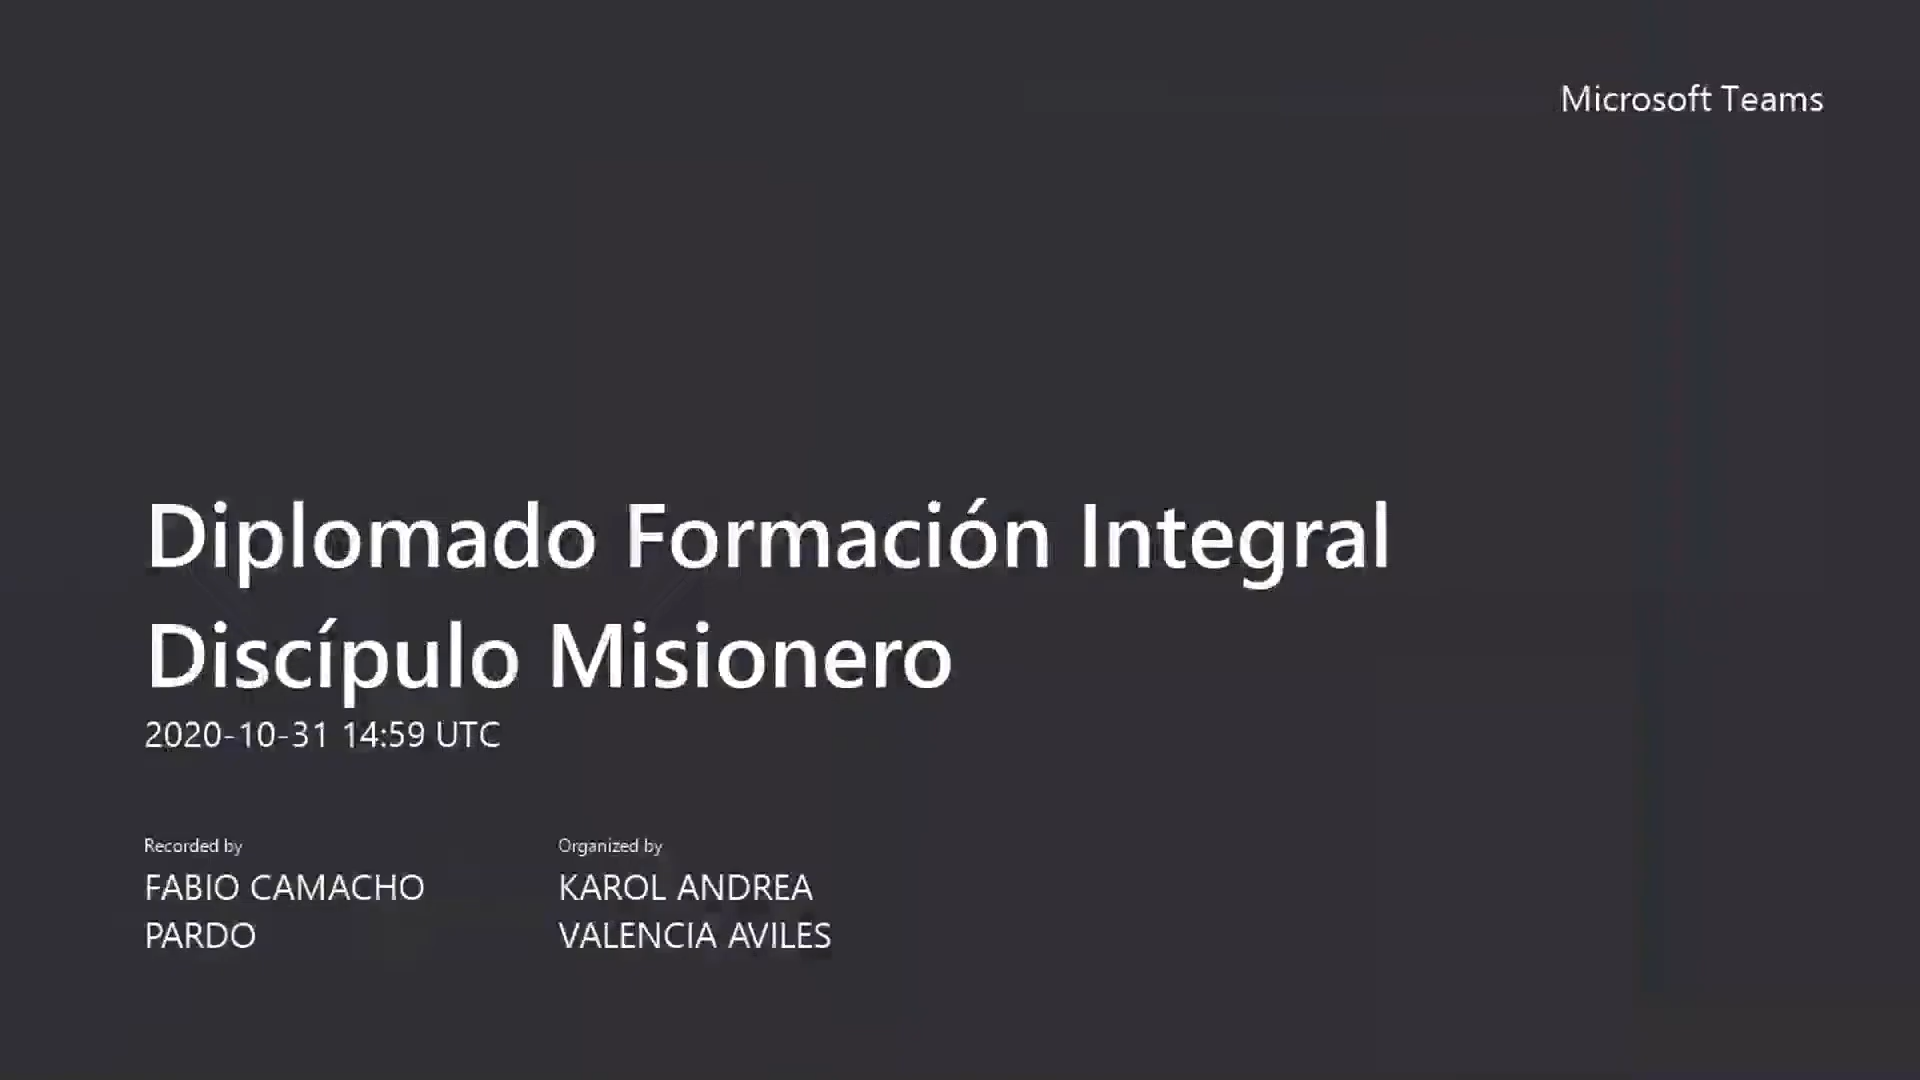 Microsoft Teams
Diplomado Formación Integral
Discípulo Misionero
2020-10-31 14:59 UTC
Recorded by
FABIO CAMACHO
PARDO
Organized by
KAROL ANDREA
VALENCIA AVILES